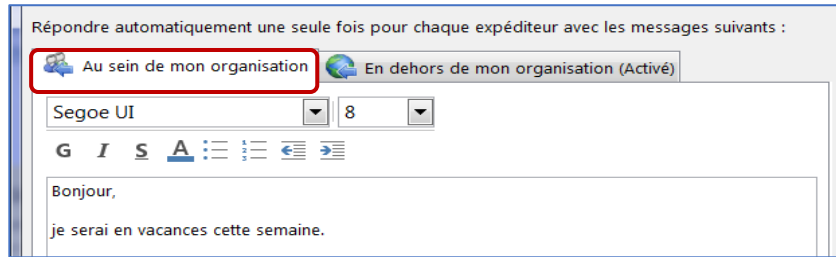 Répondre automatiquement une seule fois pour chaque expéditeur avec les messages suivants :
Au sein de mon organisation En dehors de mon organisation (Activé)
Segoe UI 8
G I S A
Bonjour,
je serai en vacances cette semaine.